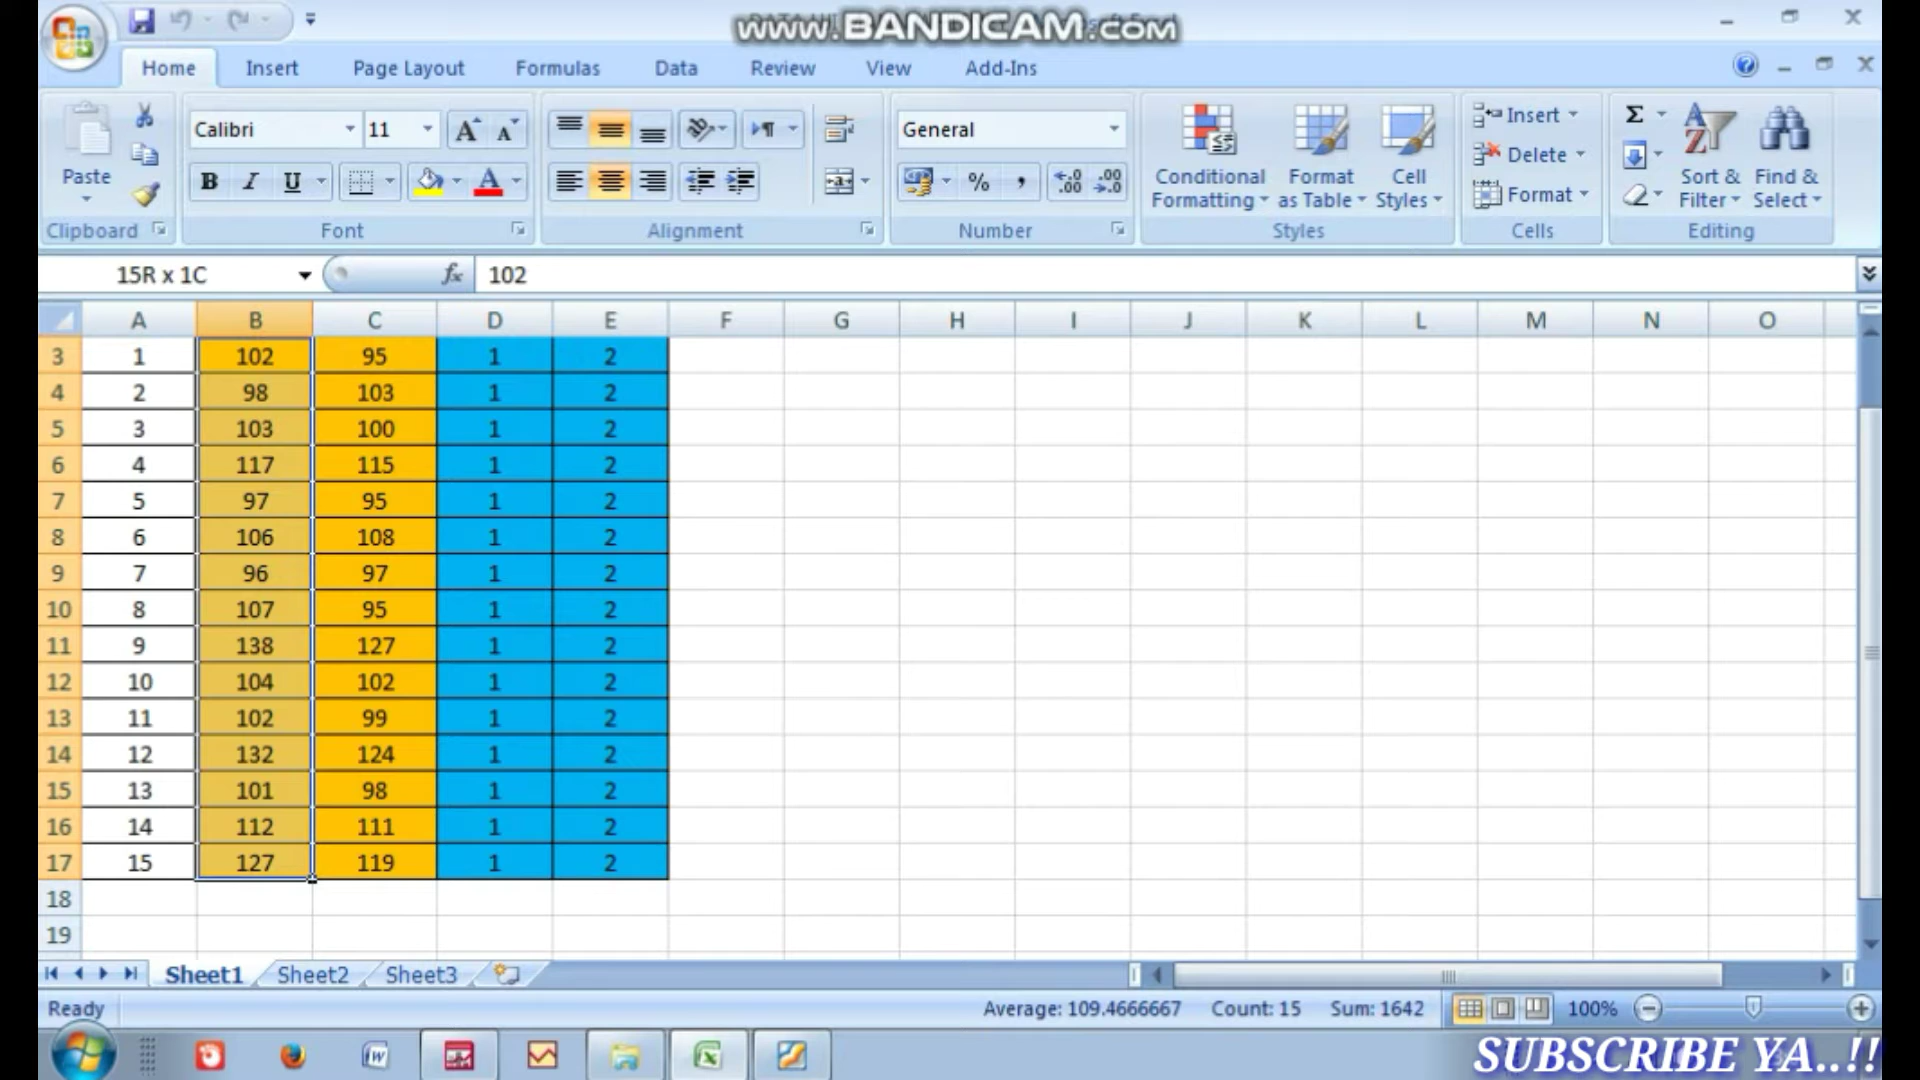 www.BANDICAM.com
Home Insert Page Layout Formulas Data Review View Add-Ins
Paste
Calibri 11
B I U
General
% ,
Conditional Formatting
Format as Table
Cell Styles
Insert
Delete
Format
Σ
Sort & Filter
Find & Select
Clipboard Font Alignment Number Styles Cells Editing
15R x 1C fx 102
A B C D E F G H I J K L M N O
3 1 102 95 1 2
4 2 98 103 1 2
5 3 103 100 1 2
6 4 117 115 1 2
7 5 97 95 1 2
8 6 106 108 1 2
9 7 96 97 1 2
10 8 107 95 1 2
11 9 138 127 1 2
12 10 104 102 1 2
13 11 102 99 1 2
14 12 132 124 1 2
15 13 101 98 1 2
16 14 112 111 1 2
17 15 127 119 1 2
18
19
Sheet1 Sheet2 Sheet3
Ready Average: 109.4666667 Count: 15 Sum: 1642 100%
SUBSCRIBE YA..!!